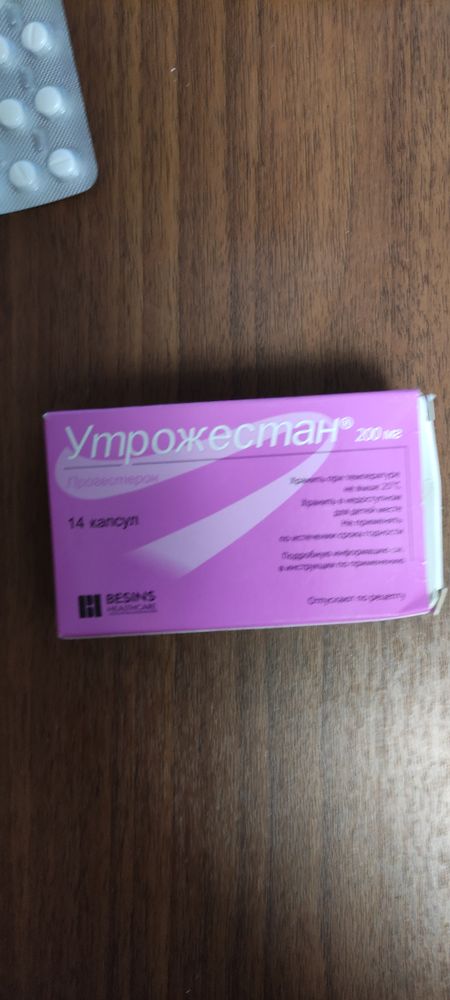 Утрожестан® 200 мг
Прогестерон
14 капсул
Хранить при температуре
не выше 25°C
Хранить в недоступном
для детей месте
Не применять
по истечении срока годности
Подробную информацию см.
в инструкции по применению
BESINS
HEALTHCARE
Отпускают по рецепту